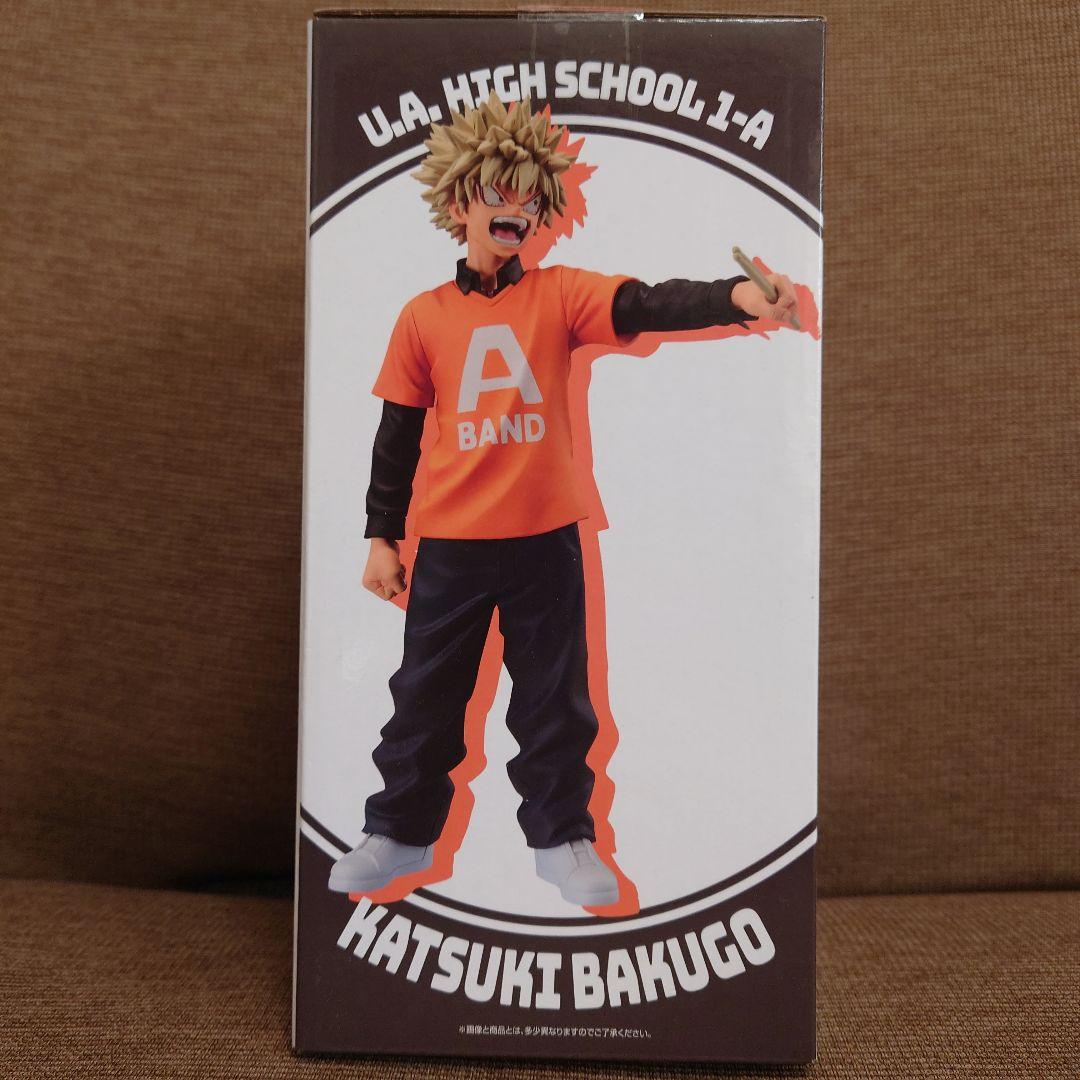 U.A. HIGH SCHOOL 1-A
A
BAND
KATSUKI BAKUGO
※画像と商品とは、多少異なりますのでご了承ください。